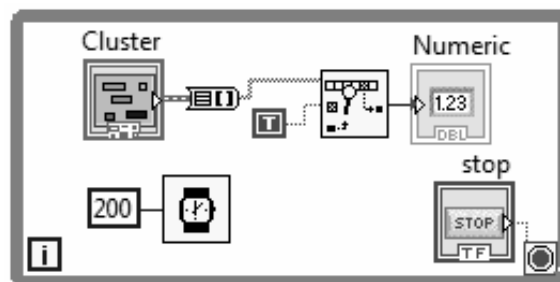 Cluster
Numeric
T
1.23
DBL
stop
200
STOP
TF
i